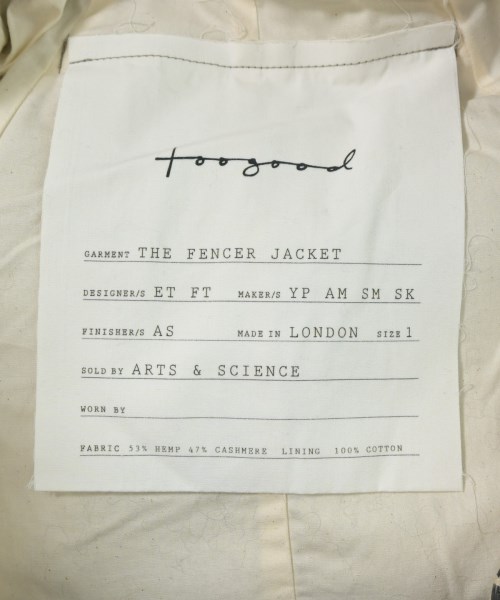 toogood
GARMENT THE FENCER JACKET
DESIGNER/S ET FT MAKER/S YP AM SM SK
FINISHER/S AS MADE IN LONDON SIZE 1
SOLD BY ARTS & SCIENCE
WORN BY
FABRIC 53% HEMP 47% CASHMERE LINING 100% COTTON